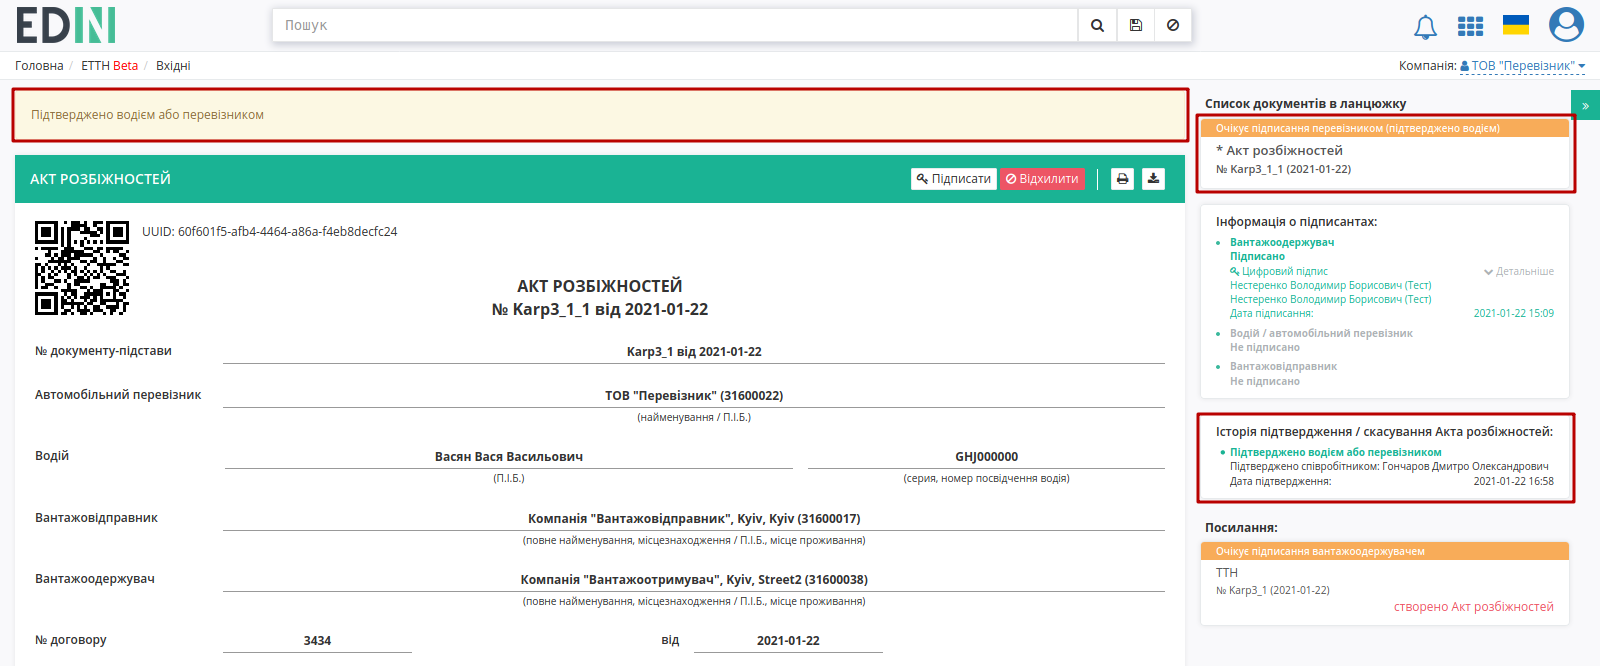 EDIN
Пошук
Головна / ЕТТН Beta / Вхідні
Компанія: ТОВ "Перевізник"
Підтверджено водієм або перевізником
АКТ РОЗБІЖНОСТЕЙ
Підписати
Відхилити
UUID: 60f601f5-afb4-4464-a86a-f4eb8decfc24
АКТ РОЗБІЖНОСТЕЙ
№ Karp3_1_1 від 2021-01-22
№ документу-підстави
Karp3_1 від 2021-01-22
Автомобільний перевізник
ТОВ "Перевізник" (31600022)
(найменування / П.І.Б.)
Водій
Васян Вася Васильович
GHJ000000
(П.І.Б.)
(серия, номер посвідчення водія)
Вантажовідправник
Компанія "Вантажовідправник", Kyiv, Kyiv (31600017)
(повне найменування, місцезнаходження / П.І.Б., місце проживання)
Вантажоодержувач
Компанія "Вантажоотримувач", Kyiv, Street2 (31600038)
(повне найменування, місцезнаходження / П.І.Б., місце проживання)
№ договору
3434
від
2021-01-22
Список документів в ланцюжку
»
Очікує підписання перевізником (підтверджено водієм)
* Акт розбіжностей
№ Karp3_1_1 (2021-01-22)
Інформація о підписантах:
Вантажоодержувач
Підписано
Цифровий підпис
Детальніше
Нестеренко Володимир Борисович (Тест)
Нестеренко Володимир Борисович (Тест)
Дата підписання: 2021-01-22 15:09
Водій / автомобільний перевізник
Не підписано
Вантажовідправник
Не підписано
Історія підтвердження / скасування Акта розбіжностей:
Підтверджено водієм або перевізником
Підтверджено співробітником: Гончаров Дмитро Олександрович
Дата підтвердження: 2021-01-22 16:58
Посилання:
Очікує підписання вантажоодержувачем
ТТН
№ Karp3_1 (2021-01-22)
створено Акт розбіжностей